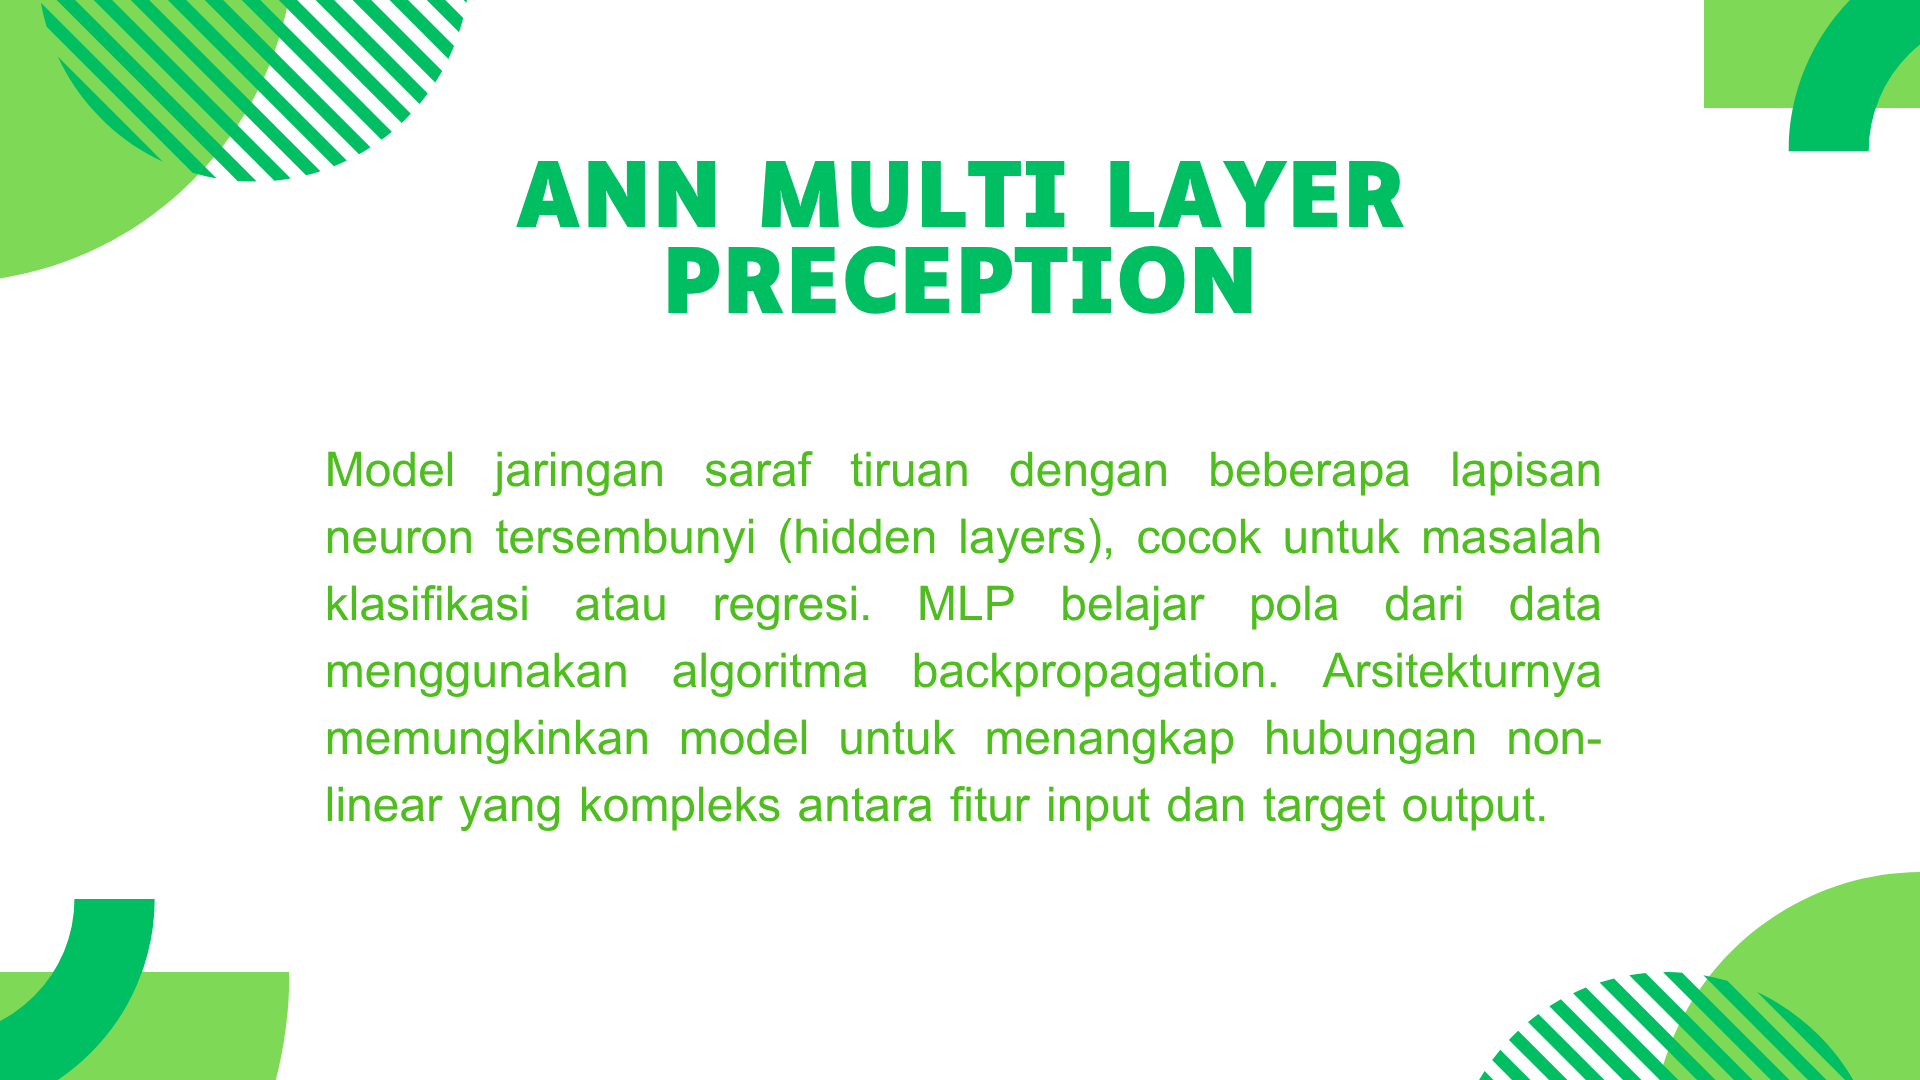 ANN MULTI LAYER
PRECEPTION
Model jaringan saraf tiruan dengan beberapa lapisan
neuron tersembunyi (hidden layers), cocok untuk masalah
klasifikasi atau regresi. MLP belajar pola dari data
menggunakan algoritma backpropagation. Arsitekturnya
memungkinkan model untuk menangkap hubungan non-
linear yang kompleks antara fitur input dan target output.